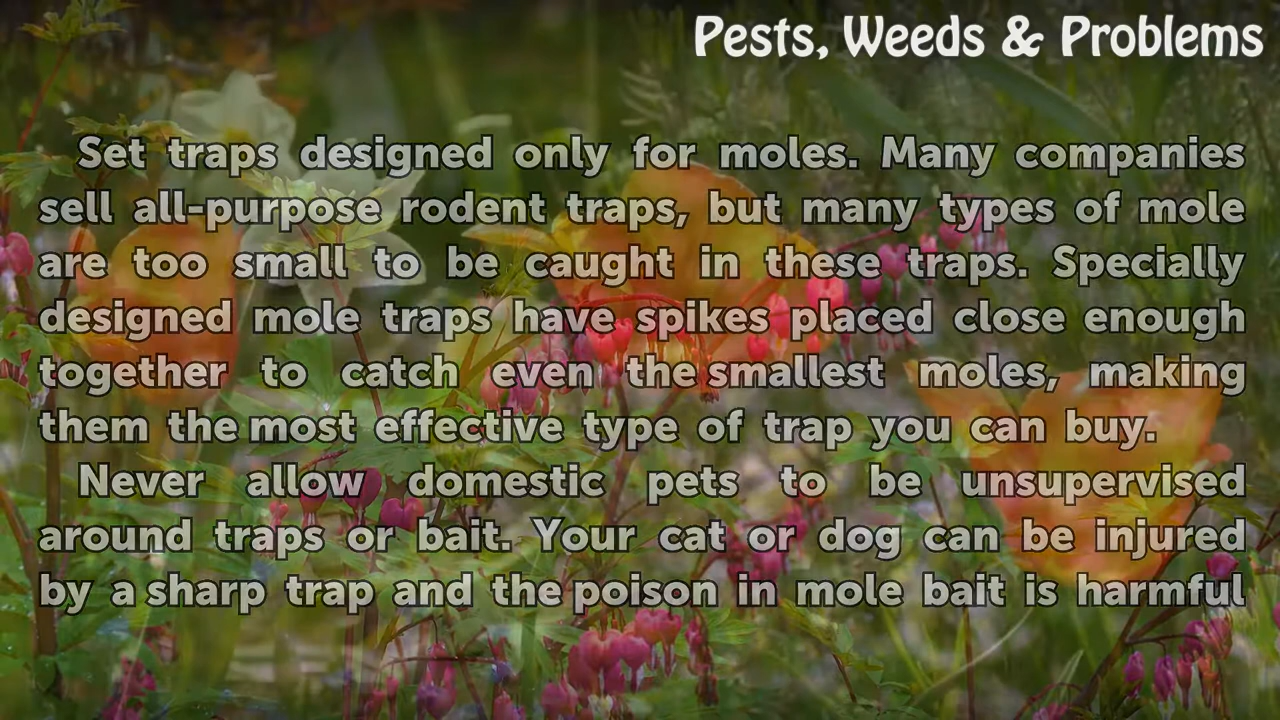 Pests, Weeds & Problems
Set traps designed only for moles. Many companies
sell all-purpose rodent traps, but many types of mole
are too small to be caught in these traps. Specially
designed mole traps have spikes placed close enough
together to catch even the smallest moles, making
them the most effective type of trap you can buy.
Never allow domestic pets to be unsupervised
around traps or bait. Your cat or dog can be injured
by a sharp trap and the poison in mole bait is harmful